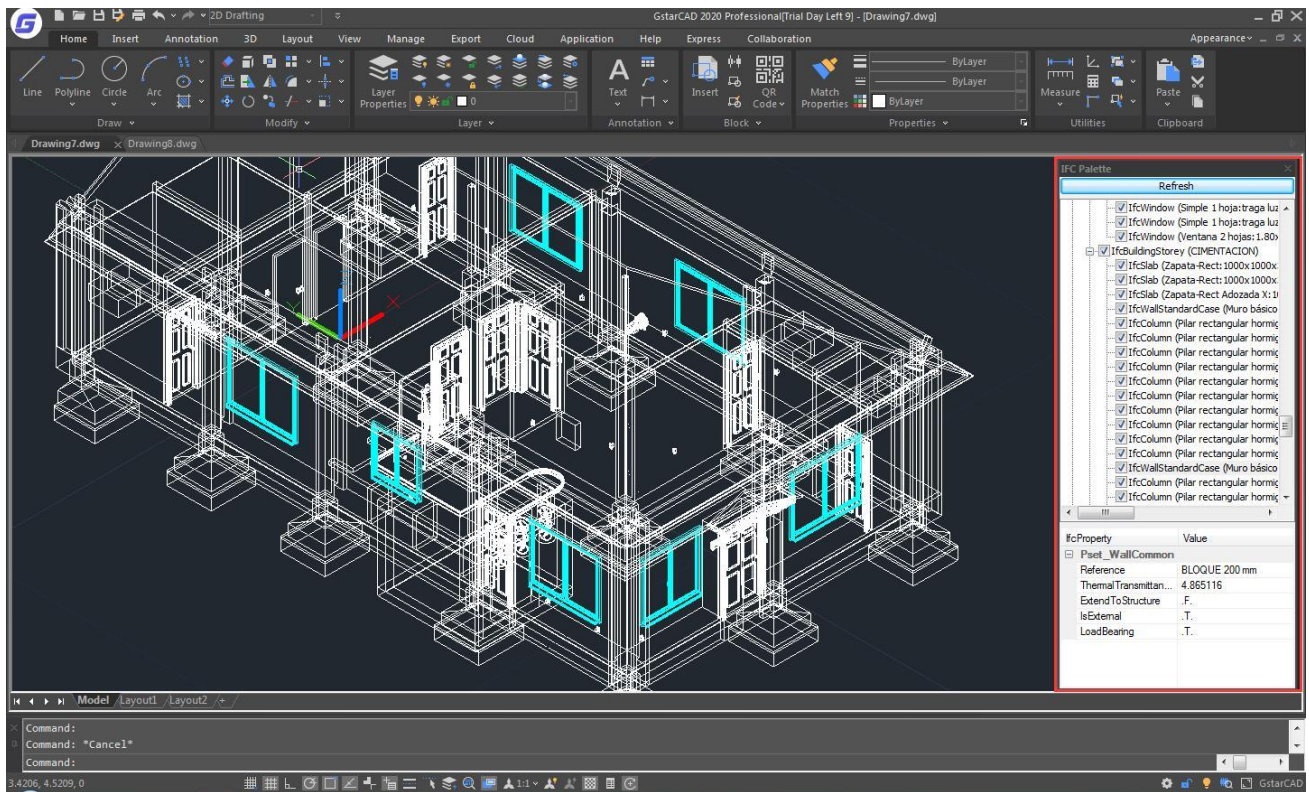 2D Drafting
GstarCAD 2020 Professional[Trial Day Left 9] - [Drawing7.dwg]
Home Insert Annotation 3D Layout View Manage Export Cloud Application Help Express Collaboration Appearance
Line Polyline Circle Arc
Layer Properties 0
Text
Insert
QR Code
Match Properties
ByLayer
ByLayer
ByLayer
Measure
Paste
Draw Modify Layer Annotation Block Properties Utilities Clipboard
Drawing7.dwg Drawing8.dwg
IFC Palette
Refresh
IfcWindow (Simple 1 hoja:traga luz
IfcWindow (Simple 1 hoja:traga luz
IfcWindow (Ventana 2 hojas:1.80x
IfcBuildingStorey (CIMENTACION)
IfcSlab (Zapata-Rect:1000x1000x
IfcSlab (Zapata-Rect:1000x1000x
IfcSlab (Zapata-Rect Adozada X:10
IfcWallStandardCase (Muro básico
IfcColumn (Pilar rectangular hormig
IfcColumn (Pilar rectangular hormig
IfcColumn (Pilar rectangular hormig
IfcColumn (Pilar rectangular hormig
IfcColumn (Pilar rectangular hormig
IfcColumn (Pilar rectangular hormig
IfcColumn (Pilar rectangular hormig
IfcColumn (Pilar rectangular hormig
IfcColumn (Pilar rectangular hormig
IfcColumn (Pilar rectangular hormig
IfcWallStandardCase (Muro básico
IfcColumn (Pilar rectangular hormig
IfcColumn (Pilar rectangular hormig
IfcProperty Value
Pset_WallCommon
Reference BLOQUE 200 mm
ThermalTransmittan... 4.865116
ExtendToStructure .F.
IsExternal .T.
LoadBearing .T.
Model Layout1 Layout2 +
Command:
Command: *Cancel*
Command:
3.4206, 4.5209, 0 1:1 GstarCAD